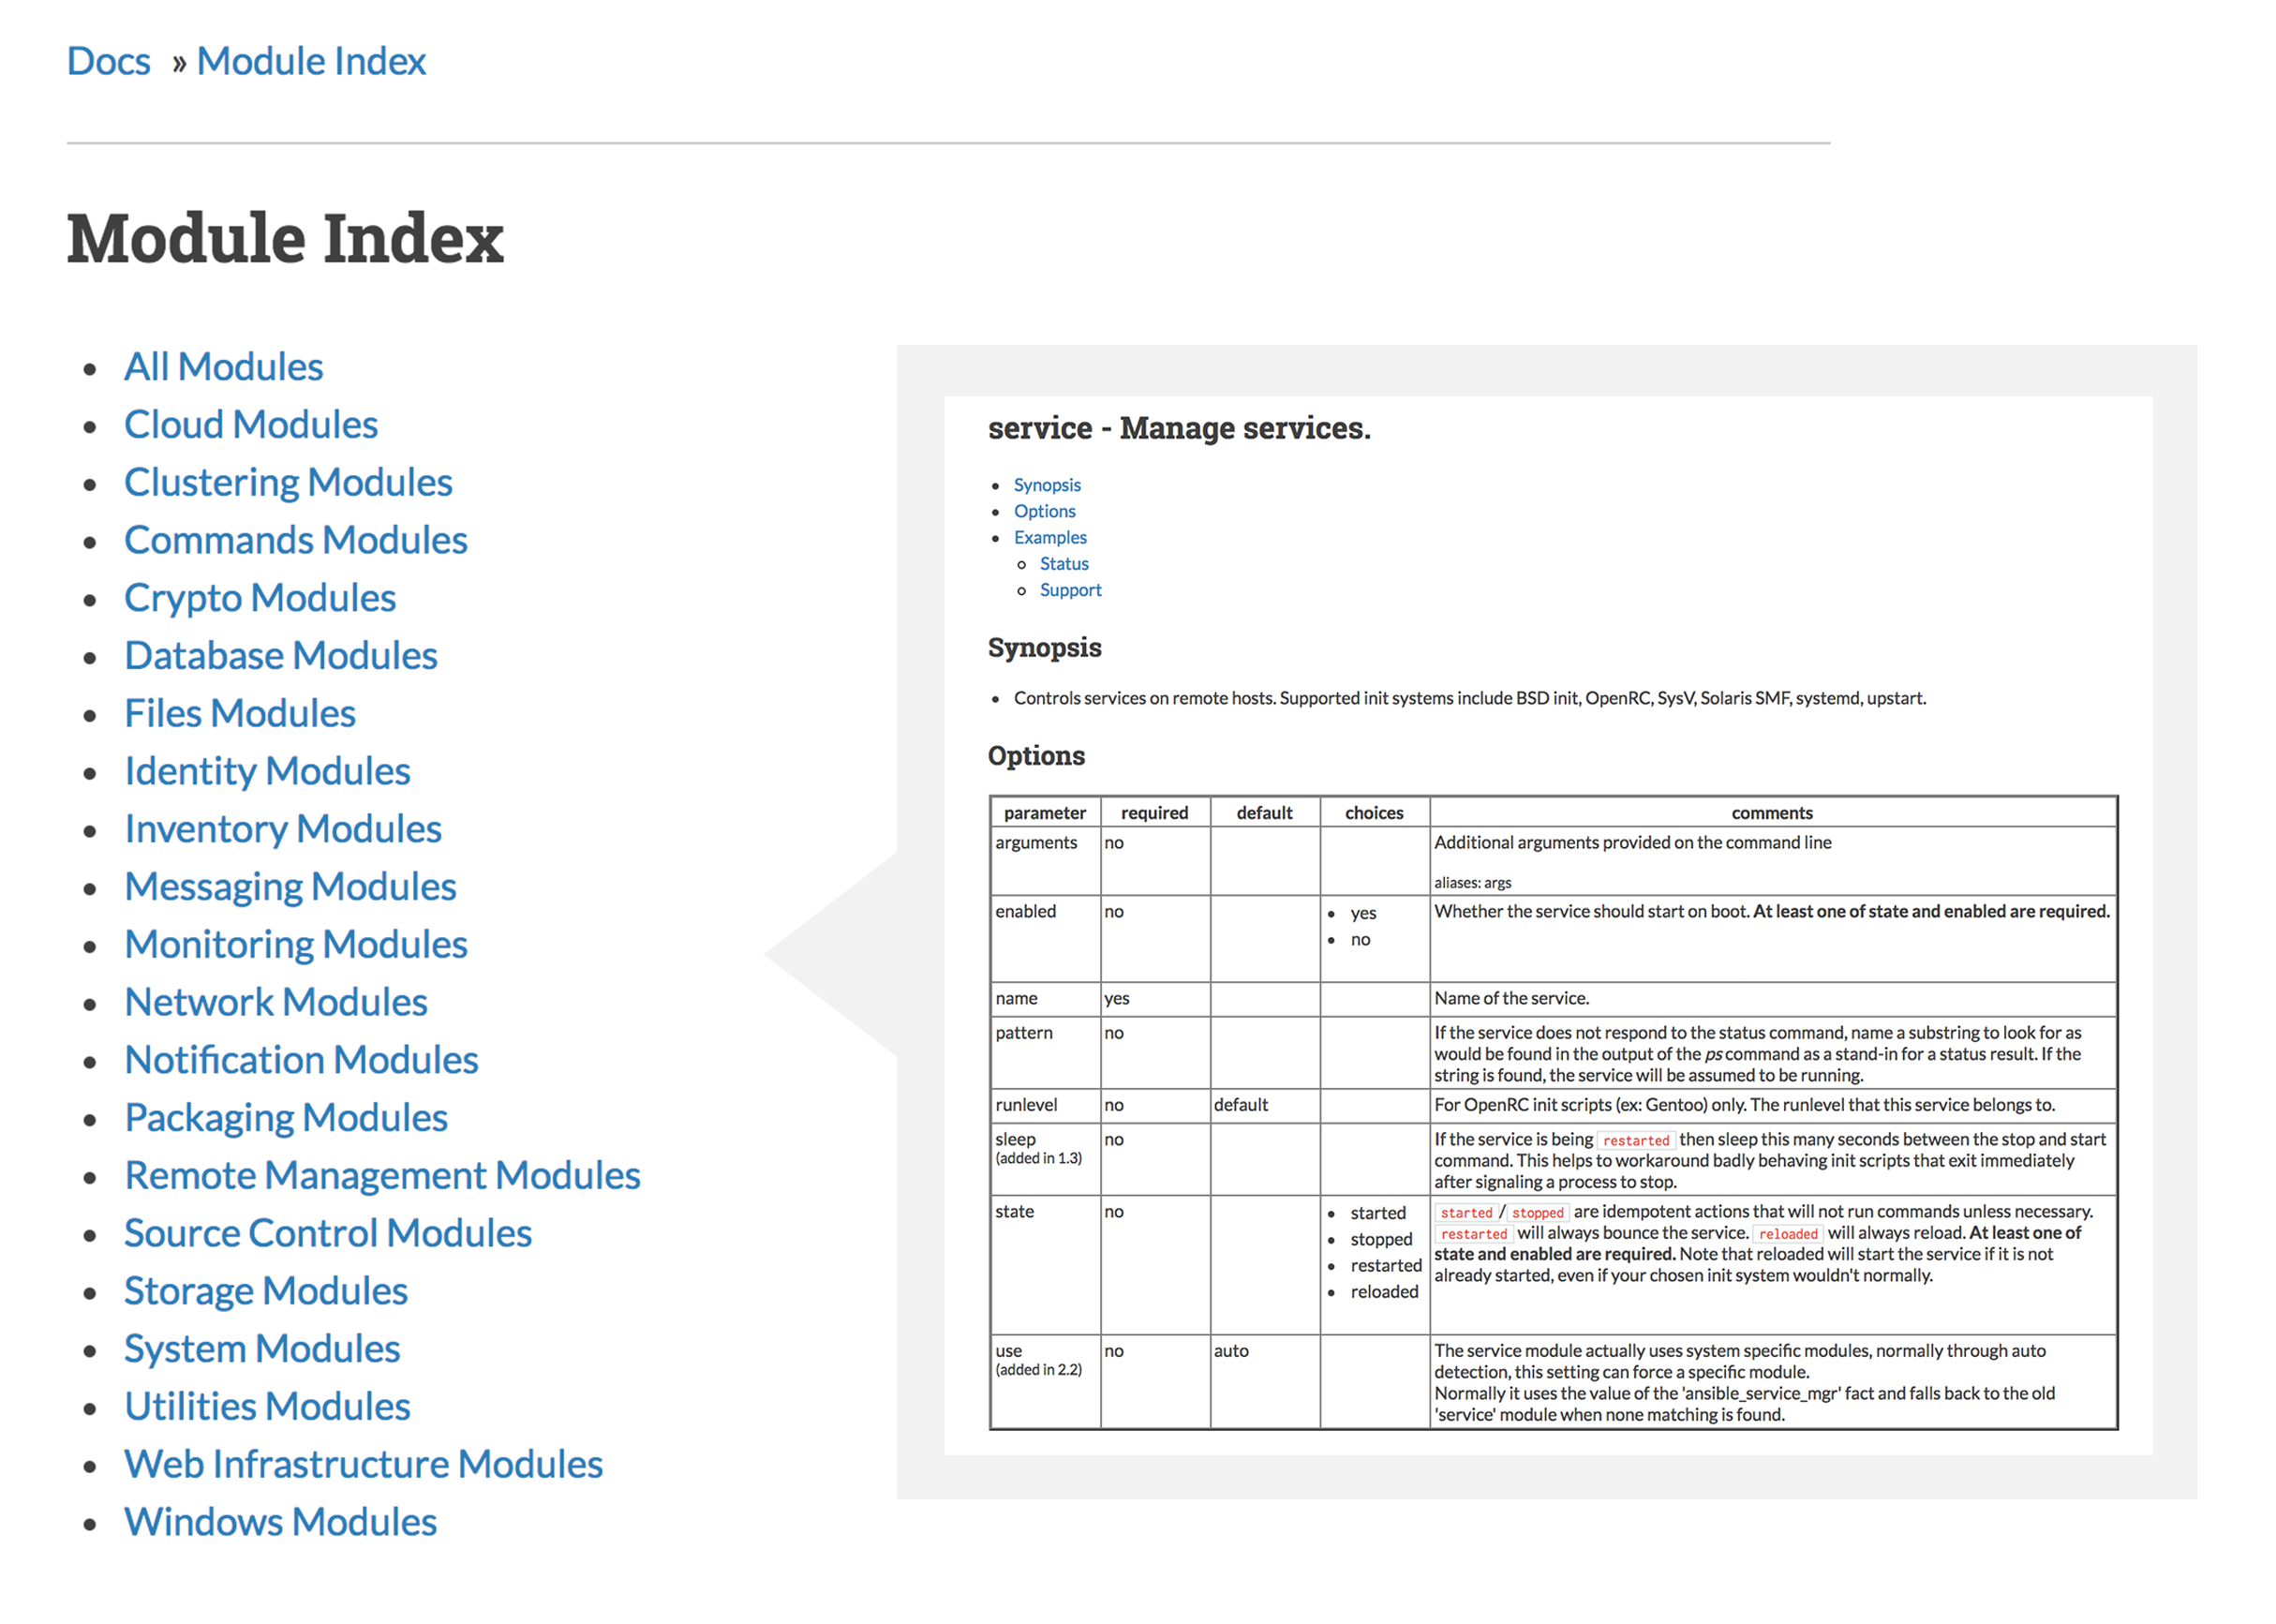 Docs » Module Index
Module Index
All Modules
Cloud Modules
Clustering Modules
Commands Modules
Crypto Modules
Database Modules
Files Modules
Identity Modules
Inventory Modules
Messaging Modules
Monitoring Modules
Network Modules
Notification Modules
Packaging Modules
Remote Management Modules
Source Control Modules
Storage Modules
System Modules
Utilities Modules
Web Infrastructure Modules
Windows Modules
service - Manage services.
Synopsis
Options
Examples
Status
Support
Synopsis
Controls services on remote hosts. Supported init systems include BSD init, OpenRC, SysV, Solaris SMF, systemd, upstart.
Options
parameter required default choices comments
arguments no Additional arguments provided on the command line
aliases: args
enabled no yes Whether the service should start on boot. At least one of state and enabled are required.
no
name yes Name of the service.
pattern no If the service does not respond to the status command, name a substring to look for as
would be found in the output of the ps command as a stand-in for a status result. If the
string is found, the service will be assumed to be running.
runlevel no default For OpenRC init scripts (ex: Gentoo) only. The runlevel that this service belongs to.
sleep no If the service is being restarted then sleep this many seconds between the stop and start
(added in 1.3) command. This helps to workaround badly behaving init scripts that exit immediately
after signaling a process to stop.
state no started started / stopped are idempotent actions that will not run commands unless necessary.
stopped restarted will always bounce the service. reloaded will always reload. At least one of
restarted state and enabled are required. Note that reloaded will start the service if it is not
reloaded already started, even if your chosen init system wouldn't normally.
use no auto The service module actually uses system specific modules, normally through auto
(added in 2.2) detection, this setting can force a specific module.
Normally it uses the value of the 'ansible_service_mgr' fact and falls back to the old
'service' module when none matching is found.